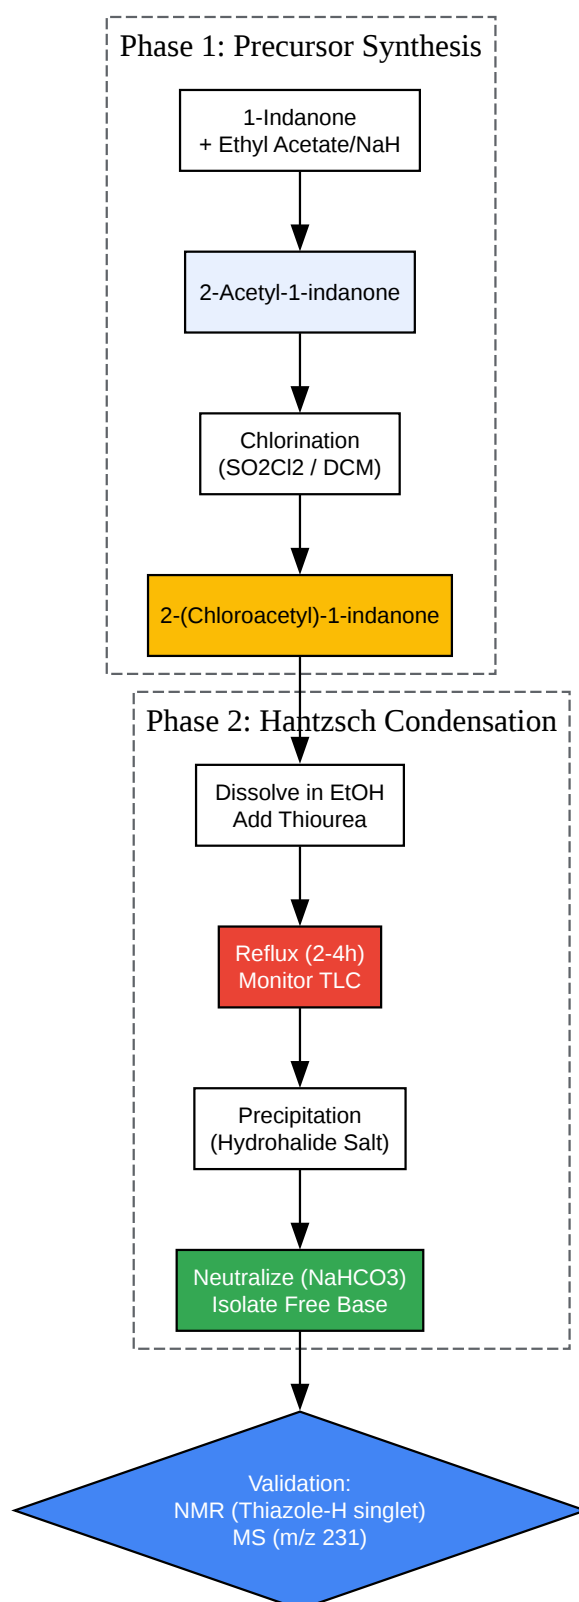 Phase 1: Precursor Synthesis
1-Indanone
+ Ethyl Acetate/NaH
2-Acetyl-1-indanone
Chlorination
(SO2Cl2 / DCM)
2-(Chloroacetyl)-1-indanone
Phase 2: Hantzsch Condensation
Dissolve in EtOH
Add Thiourea
Reflux (2-4h)
Monitor TLC
Precipitation
(Hydrohalide Salt)
Neutralize (NaHCO3)
Isolate Free Base
Validation:
NMR (Thiazole-H singlet)
MS (m/z 231)